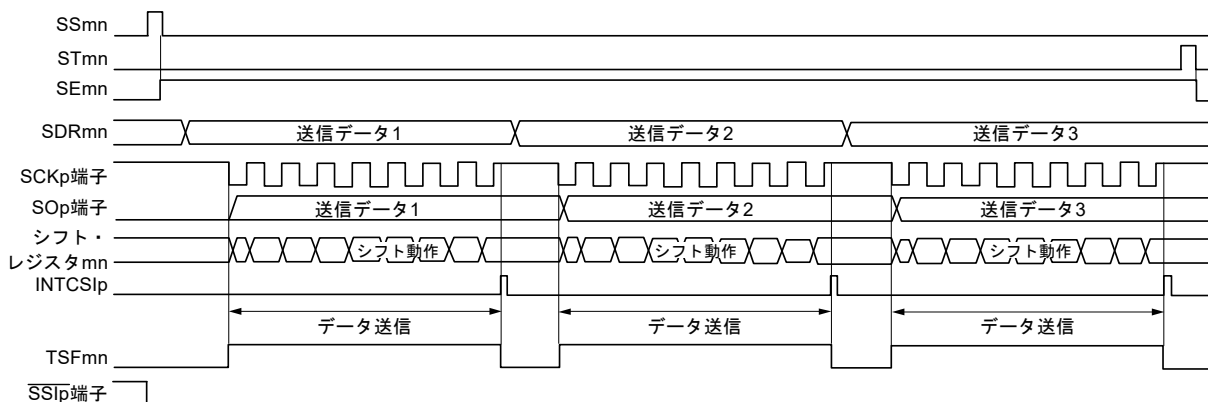 SSmn
STmn
SEmn
SDRmn 送信データ1 送信データ2 送信データ3
SCKp端子
SOp端子 送信データ1 送信データ2 送信データ3
シフト・
レジスタmn シフト動作 シフト動作 シフト動作
INTCSIp
データ送信 データ送信 データ送信
TSFmn
SSIp端子